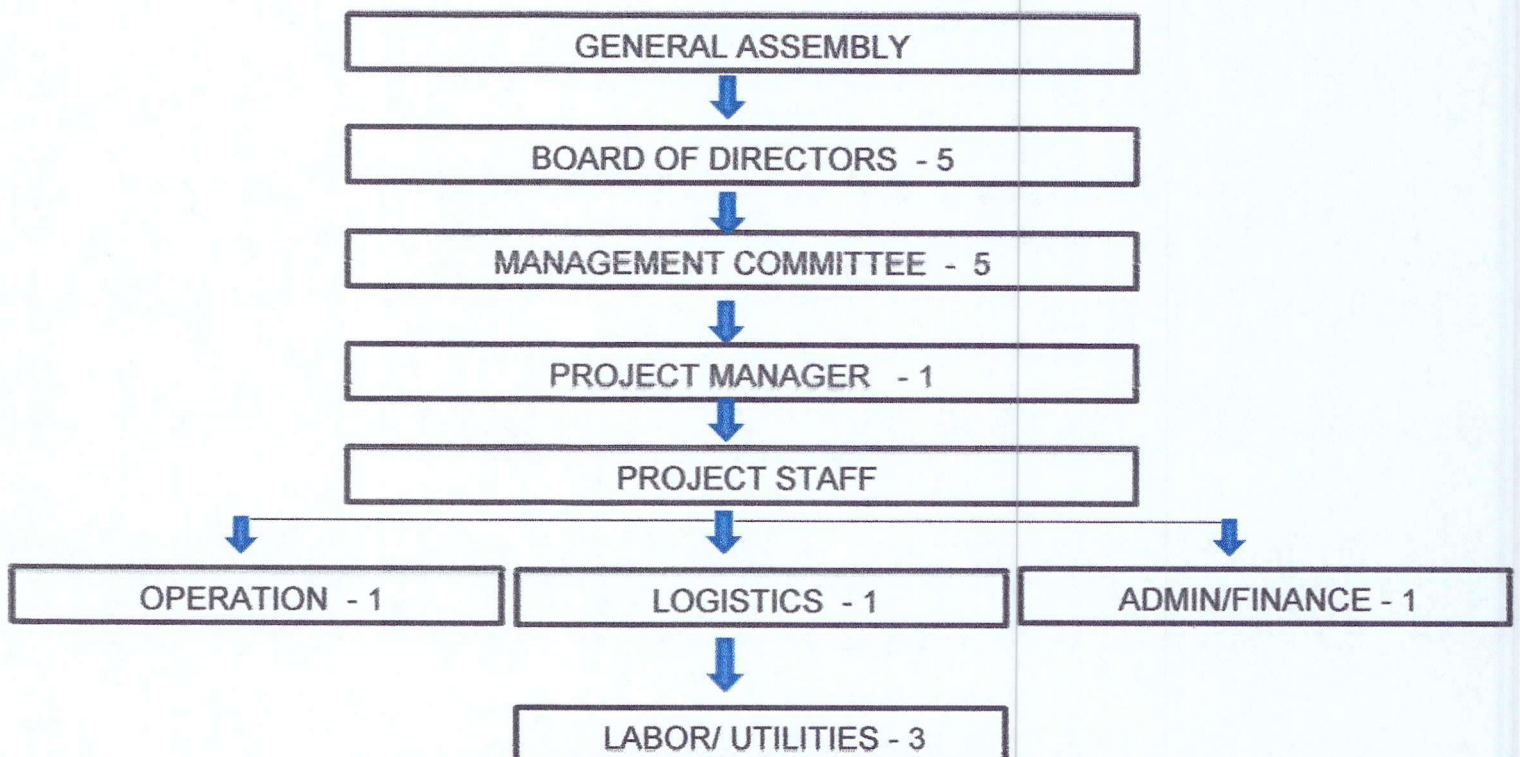 GENERAL ASSEMBLY
BOARD OF DIRECTORS - 5
MANAGEMENT COMMITTEE - 5
PROJECT MANAGER - 1
PROJECT STAFF
OPERATION - 1
LOGISTICS - 1
ADMIN/FINANCE - 1
LABOR/ UTILITIES - 3